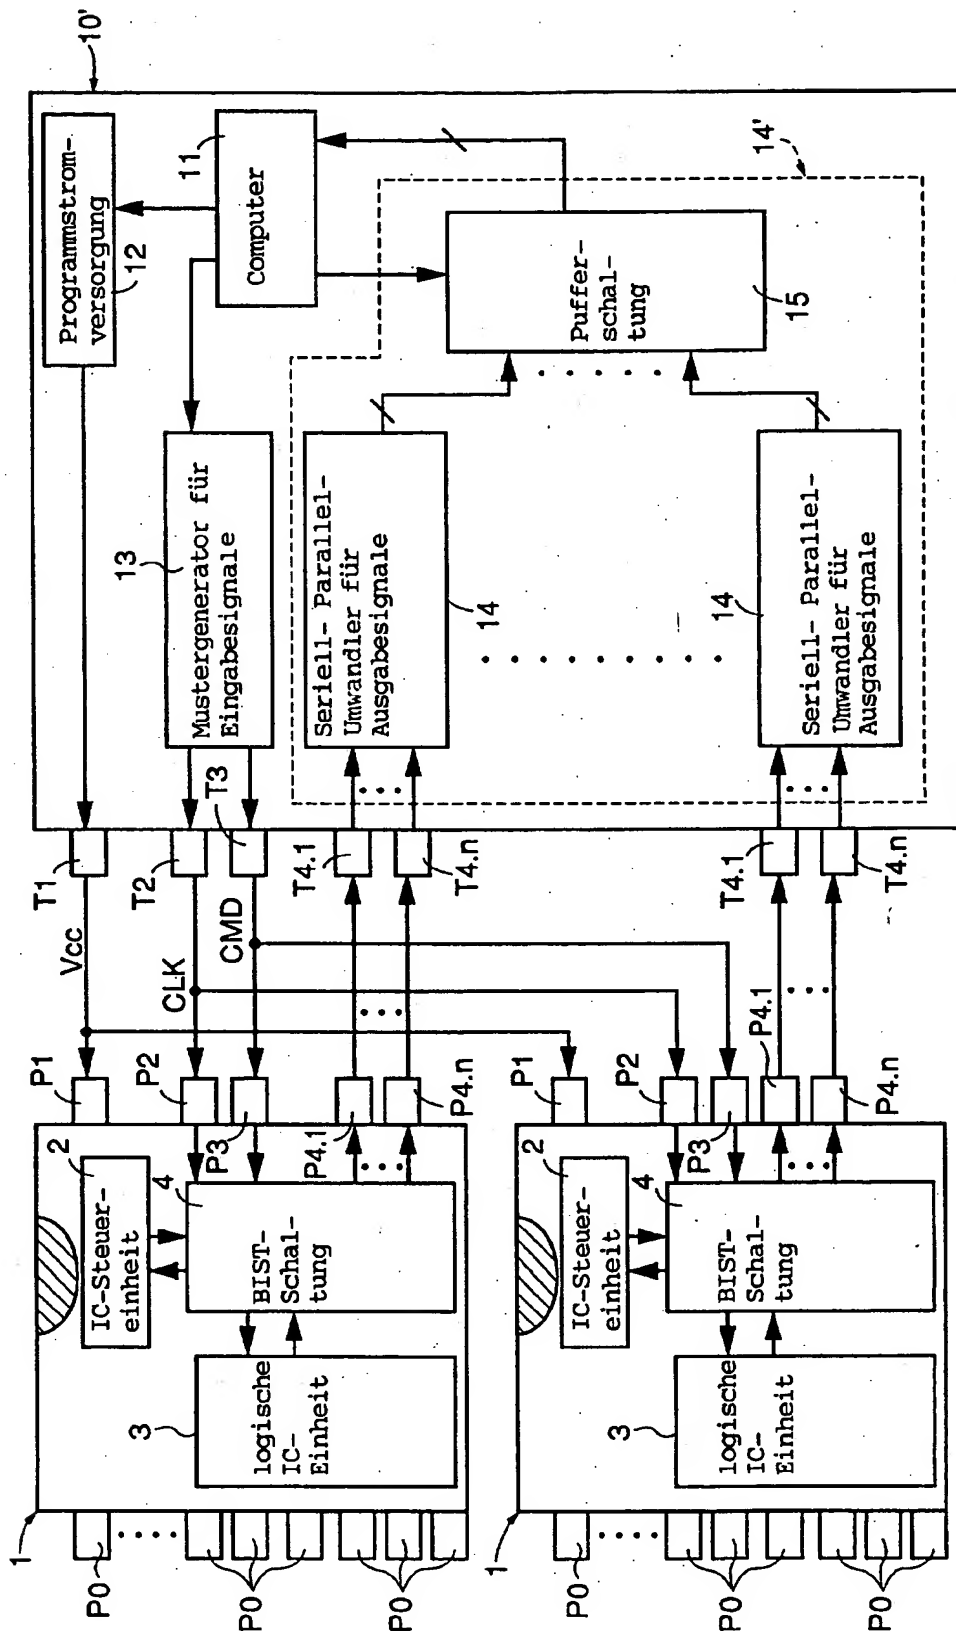 10'
Programmstrom-
versorgung
12
11
Computer
14'
13
Mustergenerator für
Eingabesignale
Seriell-Parallel-
Umwandler für
Ausgabesignale
14
Puffer-
schal-
tung
15
Seriell-Parallel-
Umwandler für
Ausgabesignale
14
T1
T2
T3
T4.1
T4.n
T4.1
T4.n
Vcc
CLK
CMD
P1
P2
P3
P4.1
P4.n
P1
P2
P3
P4.1
P4.n
1
2
IC-Steuer-
einheit
4
BIST-
Schal-
tung
3
logische
IC-
Einheit
P0
P0
P0
1
2
IC-Steuer-
einheit
4
BIST-
Schal-
tung
3
logische
IC-
Einheit
P0
P0
P0